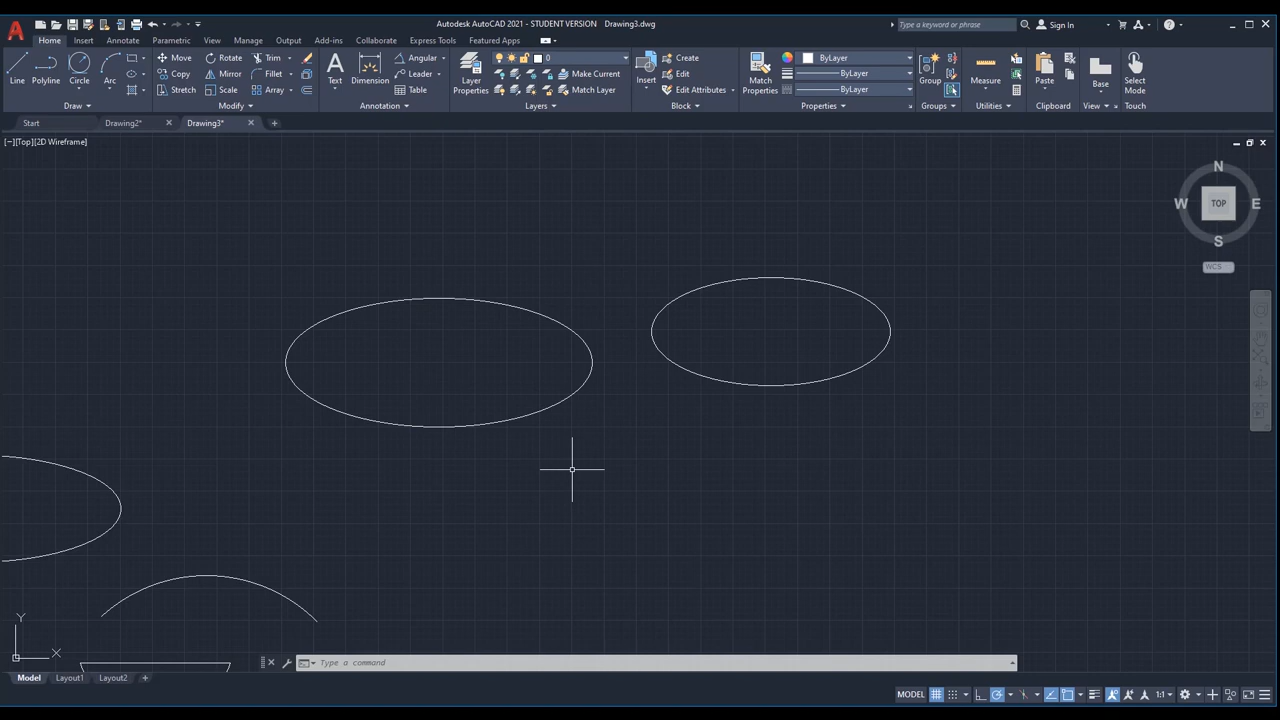 Autodesk AutoCAD 2021 - STUDENT VERSION Drawing3.dwg
Type a keyword or phrase
Sign In
Home Insert Annotate Parametric View Manage Output Add-ins Collaborate Express Tools Featured Apps
Line Polyline Circle Arc
Move Rotate Trim
Copy Mirror Fillet
Stretch Scale Array
Text Dimension
Angular
Leader
Table
Layer Properties
0
Make Current
Match Layer
Insert
Create
Edit
Edit Attributes
Match Properties
ByLayer
ByLayer
ByLayer
Group
Measure
Paste
Base
Select Mode
Draw Modify Annotation Layers Block Properties Groups Utilities Clipboard View Touch
Start Drawing2* Drawing3*
[−][Top][2D Wireframe]
N
W TOP E
S
WCS
Y
X
Type a command
Model Layout1 Layout2
MODEL 1:1